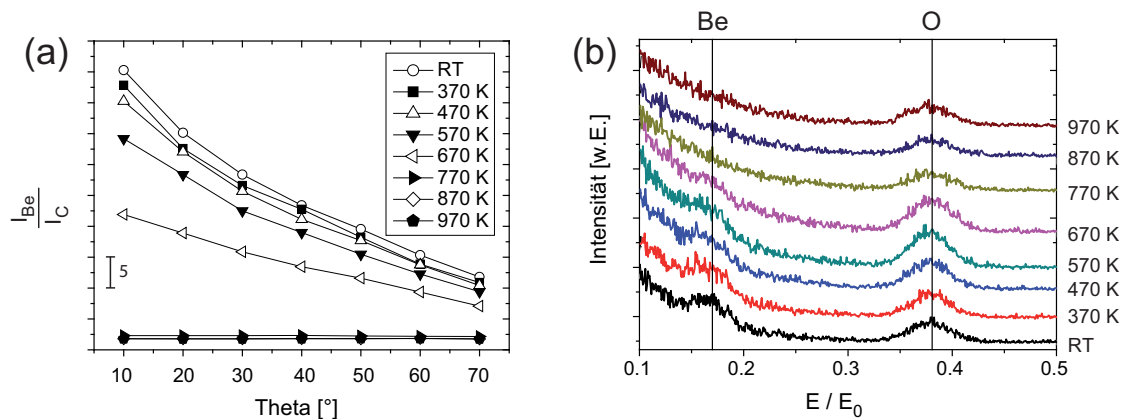 (a)
I_Be
I_C
5
RT
370 K
470 K
570 K
670 K
770 K
870 K
970 K
10 20 30 40 50 60 70
Theta [°]
(b)
Be O
Intensität [w.E.]
970 K
870 K
770 K
670 K
570 K
470 K
370 K
RT
0.1 0.2 0.3 0.4 0.5
E / E₀